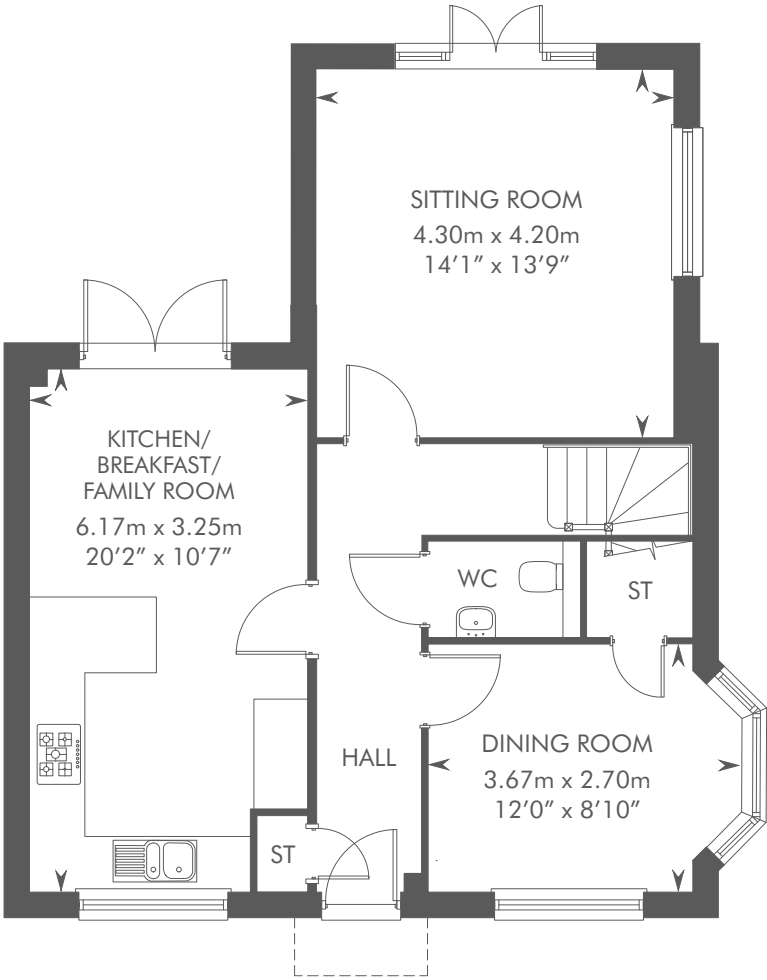 SITTING ROOM
4.30m x 4.20m
14’1” x 13’9”
KITCHEN/
BREAKFAST/
FAMILY ROOM
6.17m x 3.25m
20’2” x 10’7”
WC
ST
HALL
DINING ROOM
3.67m x 2.70m
12’0” x 8’10”
ST